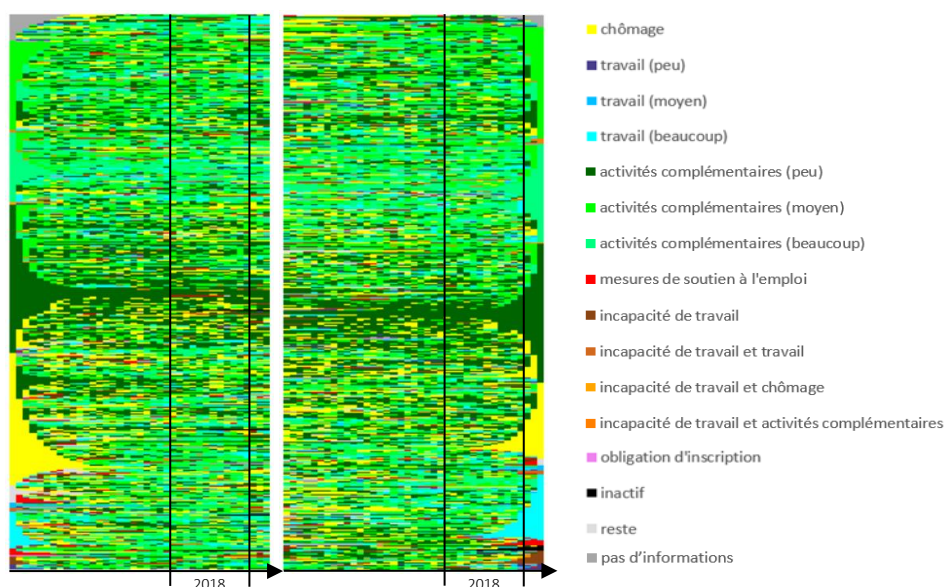 chômage
travail (peu)
travail (moyen)
travail (beaucoup)
activités complémentaires (peu)
activités complémentaires (moyen)
activités complémentaires (beaucoup)
mesures de soutien à l'emploi
incapacité de travail
incapacité de travail et travail
incapacité de travail et chômage
incapacité de travail et activités complémentaires
obligation d'inscription
inactif
reste
pas d’informations
2018
2018